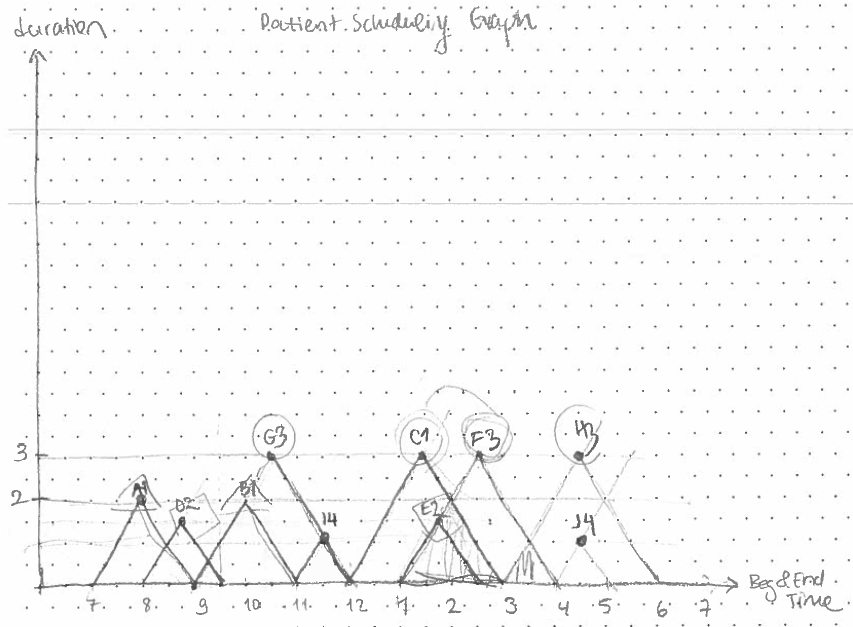 duration
Patient Scheduling Graph
G3
C1
F3
H3
3
A1
B1
2
D2
E2
I4
J4
7 8 9 10 11 12 1 2 3 4 5 6 7
Beg & End
Time